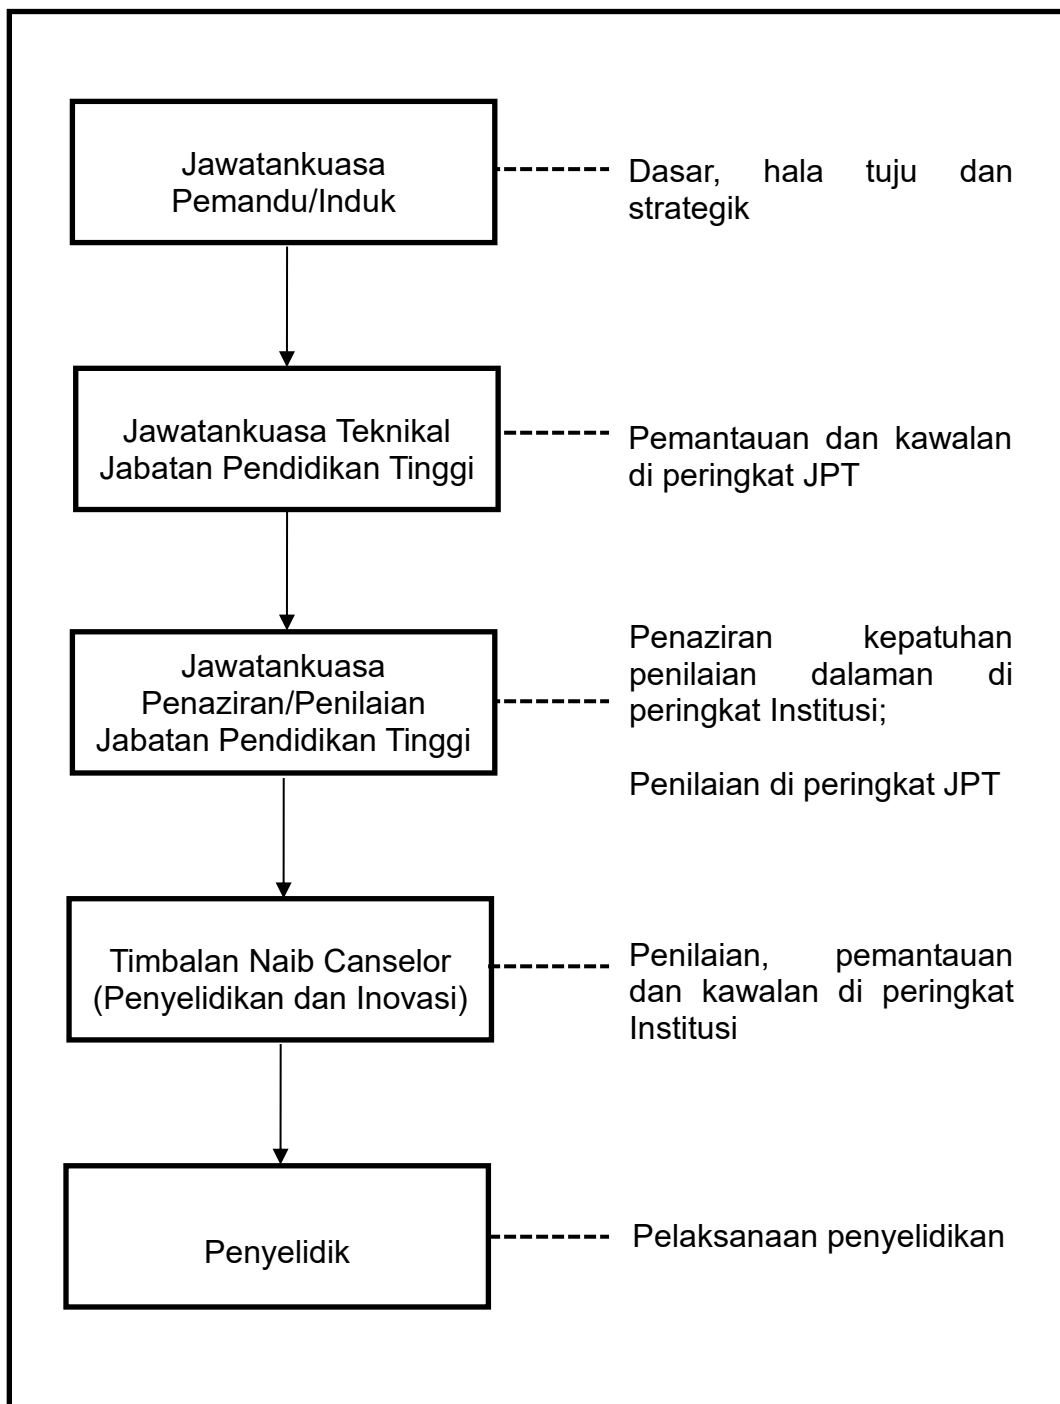 Jawatankuasa
Pemandu/Induk
Dasar, hala tuju dan
strategik
Jawatankuasa Teknikal
Jabatan Pendidikan Tinggi
Pemantauan dan kawalan
di peringkat JPT
Jawatankuasa
Penaziran/Penilaian
Jabatan Pendidikan Tinggi
Penaziran kepatuhan
penilaian dalaman di
peringkat Institusi;
Penilaian di peringkat JPT
Timbalan Naib Canselor
(Penyelidikan dan Inovasi)
Penilaian, pemantauan
dan kawalan di peringkat
Institusi
Penyelidik
Pelaksanaan penyelidikan